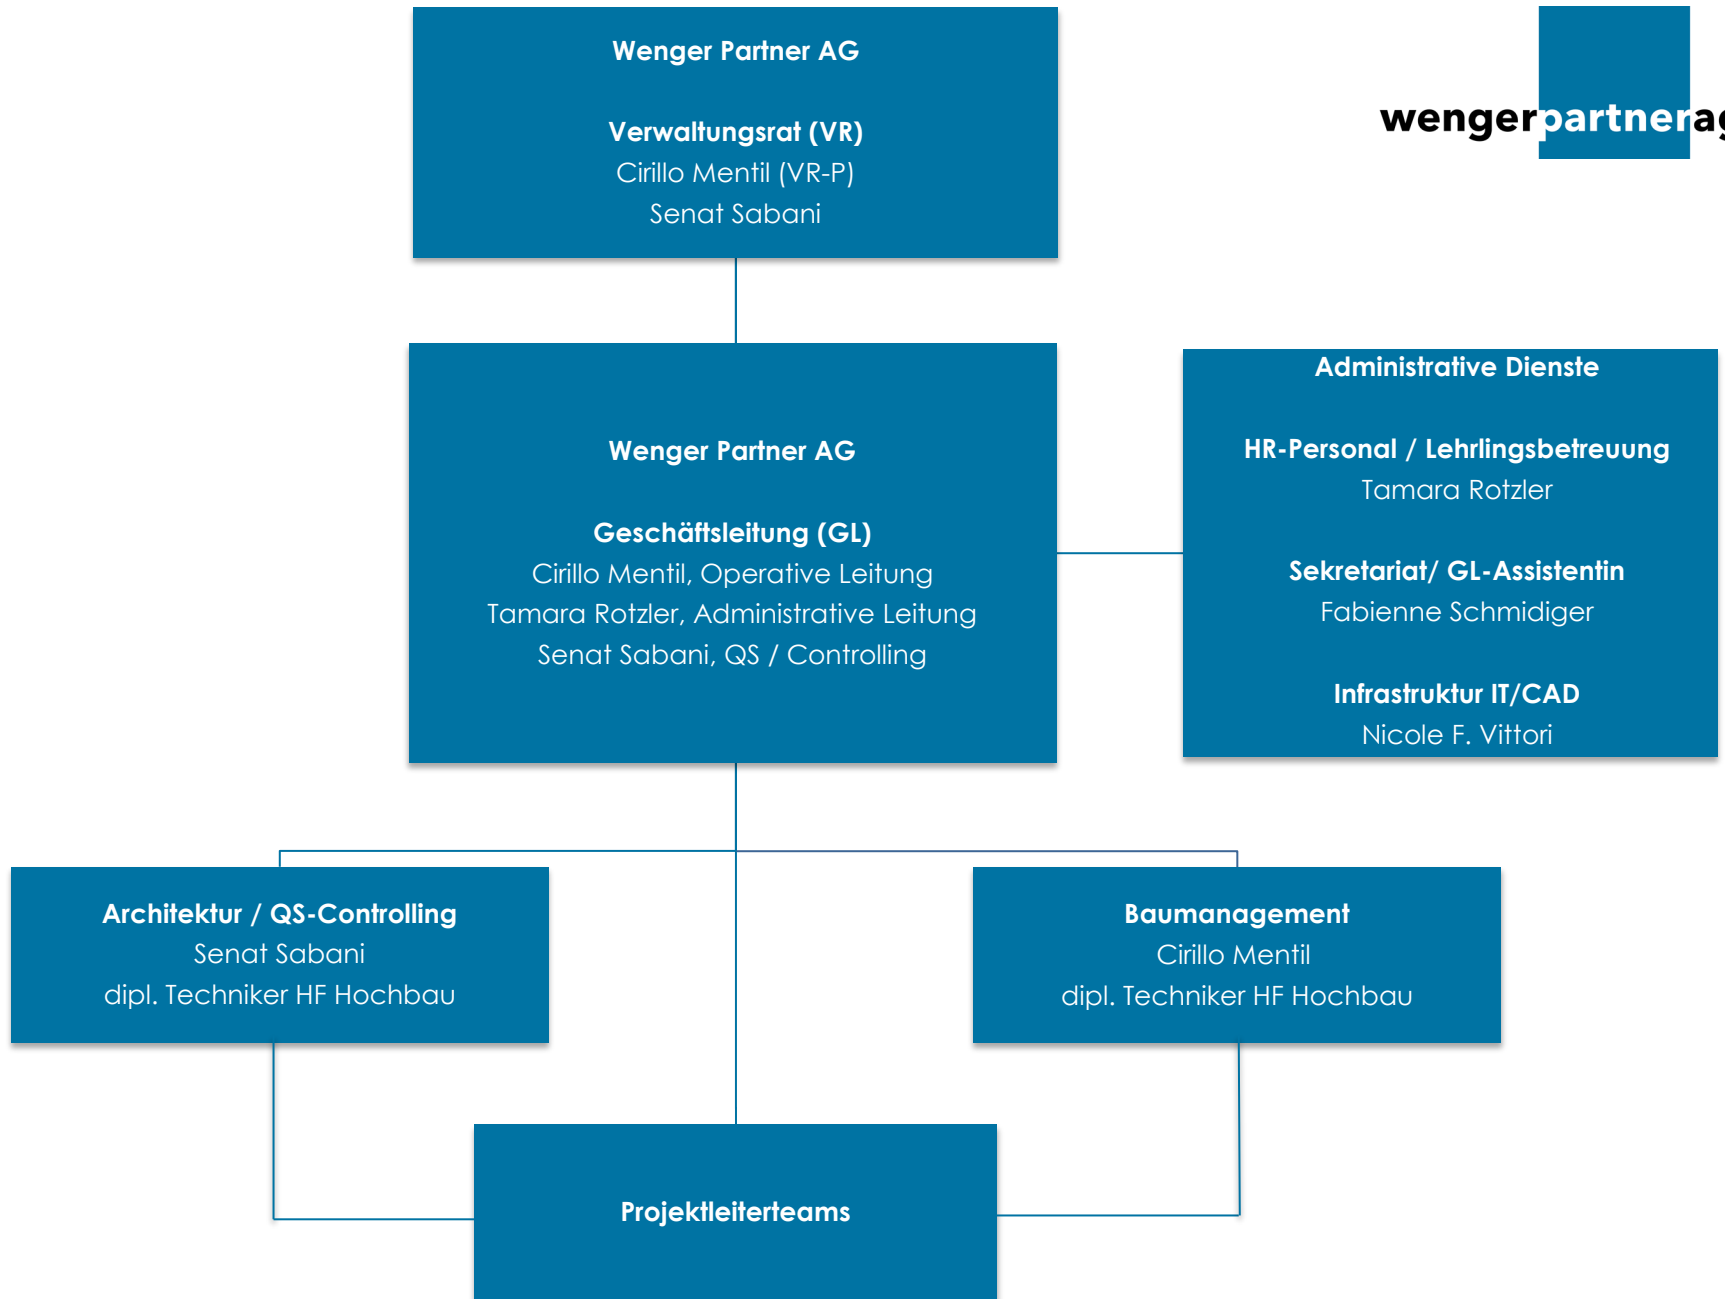 Wenger Partner AG
Verwaltungsrat (VR)
Cirillo Mentil (VR-P)
Senat Sabani
wengerpartnerag
Wenger Partner AG
Geschäftsleitung (GL)
Cirillo Mentil, Operative Leitung
Tamara Rotzler, Administrative Leitung
Senat Sabani, QS / Controlling
Administrative Dienste
HR-Personal / Lehrlingsbetreuung
Tamara Rotzler
Sekretariat/ GL-Assistentin
Fabienne Schmidiger
Infrastruktur IT/CAD
Nicole F. Vittori
Architektur / QS-Controlling
Senat Sabani
dipl. Techniker HF Hochbau
Baumanagement
Cirillo Mentil
dipl. Techniker HF Hochbau
Projektleiterteams